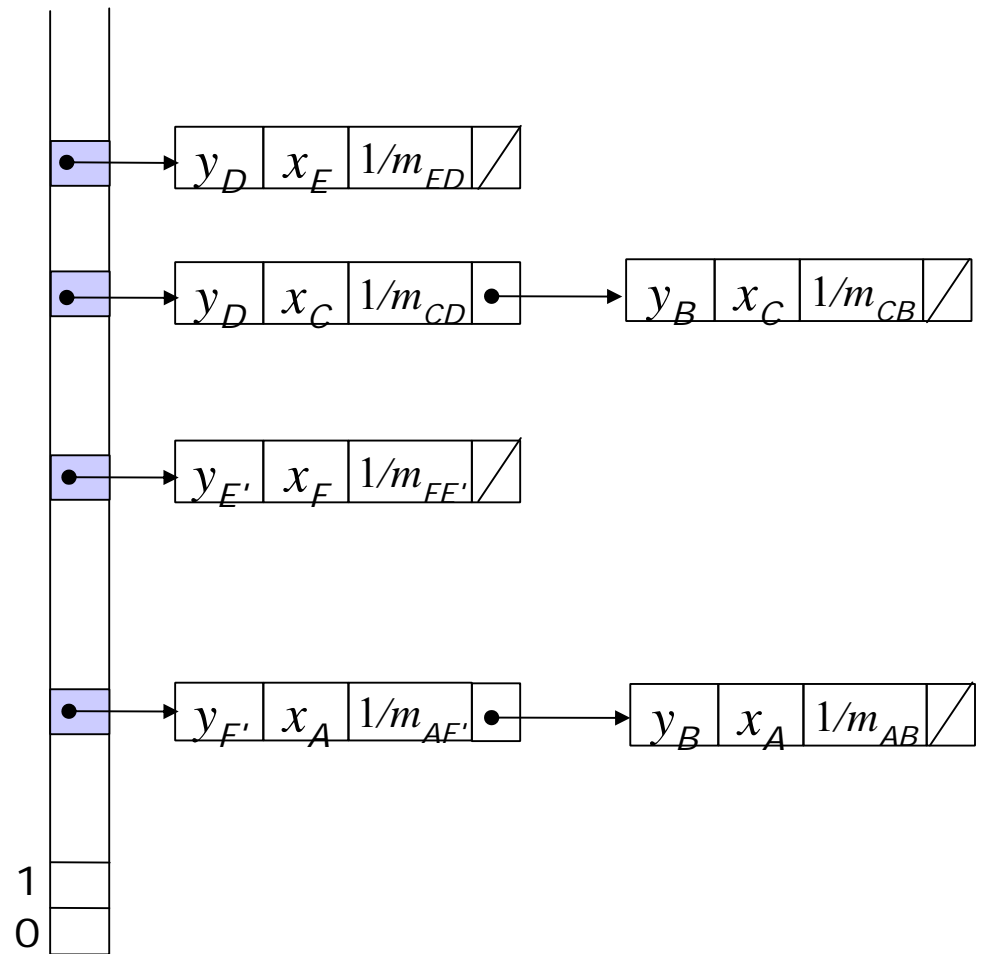 y_D x_E 1/m_ED
y_D x_C 1/m_CD y_B x_C 1/m_CB
y_E' x_F 1/m_FE'
y_F' x_A 1/m_AF' y_B x_A 1/m_AB
1
0